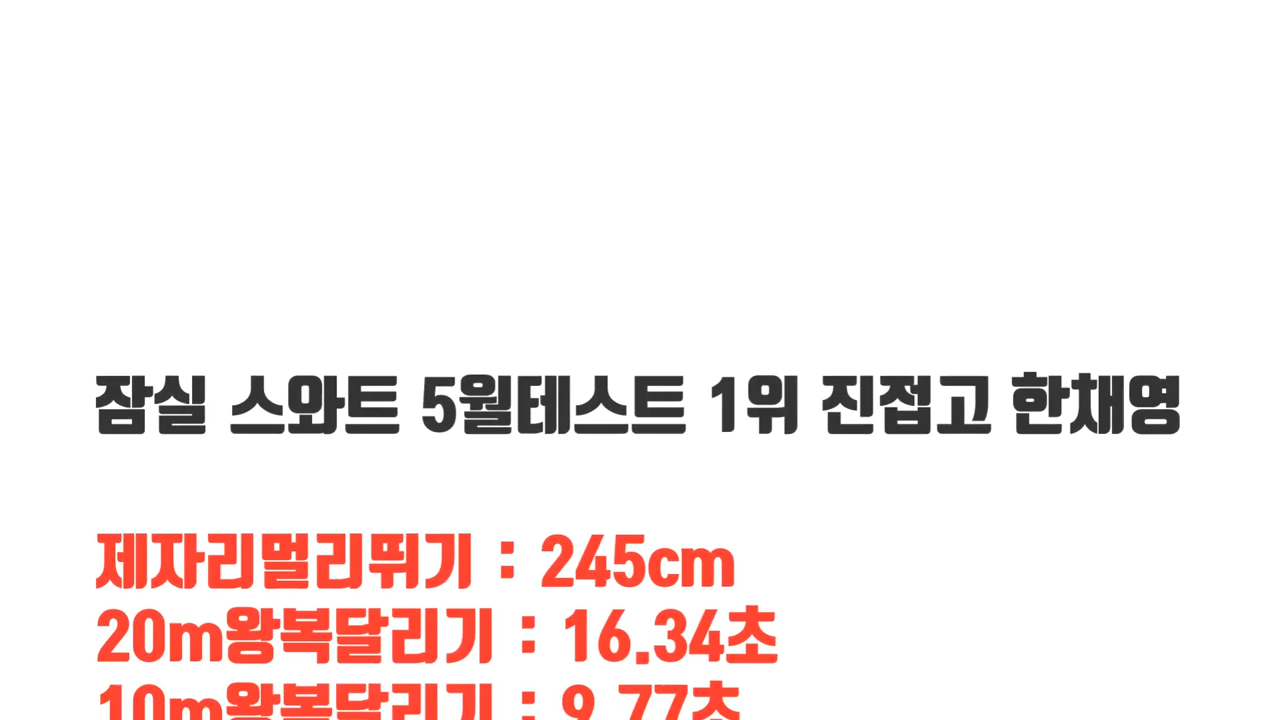 잠실 스와트 5월테스트 1위 진접고 한채영
제자리멀리뛰기 : 245cm
20m왕복달리기 : 16.34초
10m왕복달리기 : 9.77초